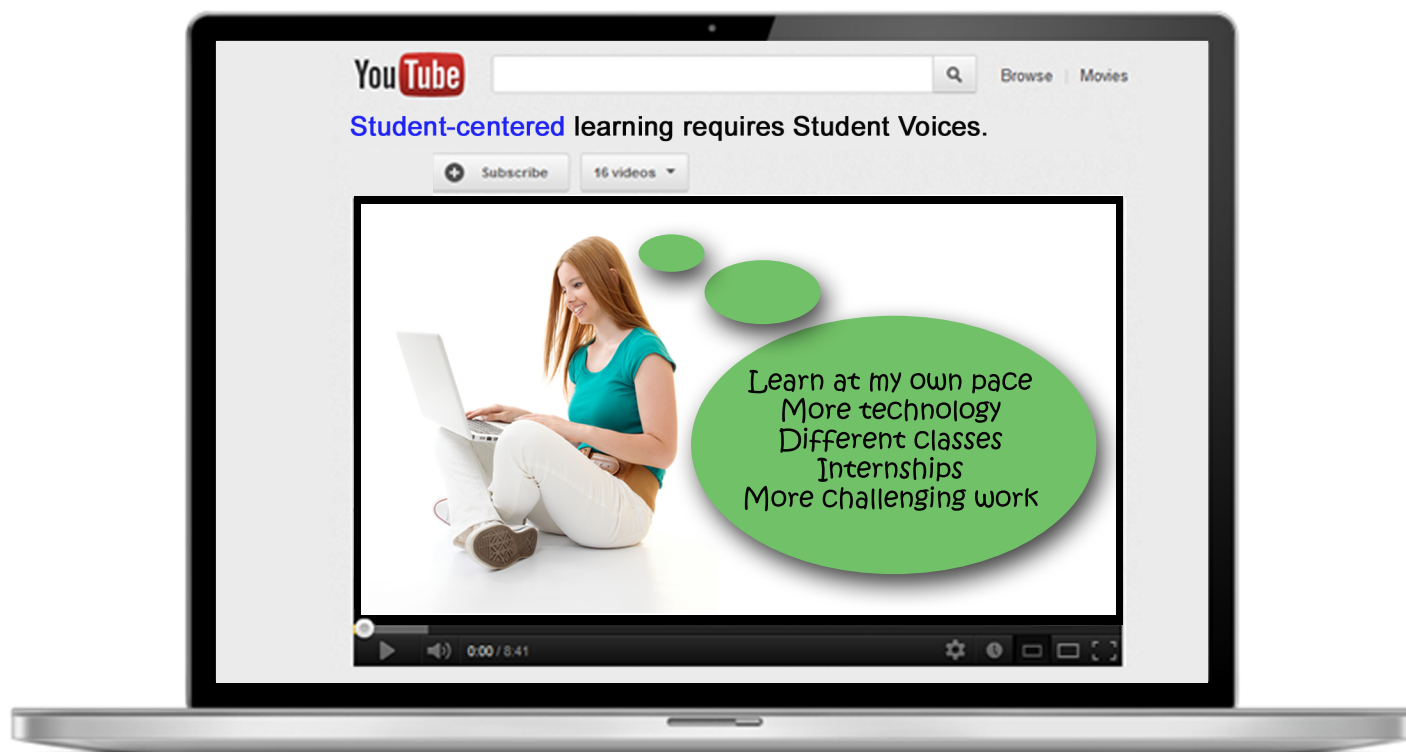 YouTube
Browse | Movies
Student-centered learning requires Student Voices.
Subscribe
16 videos
Learn at my own pace
More technology
Different classes
Internships
More challenging work
0:00 / 8:41